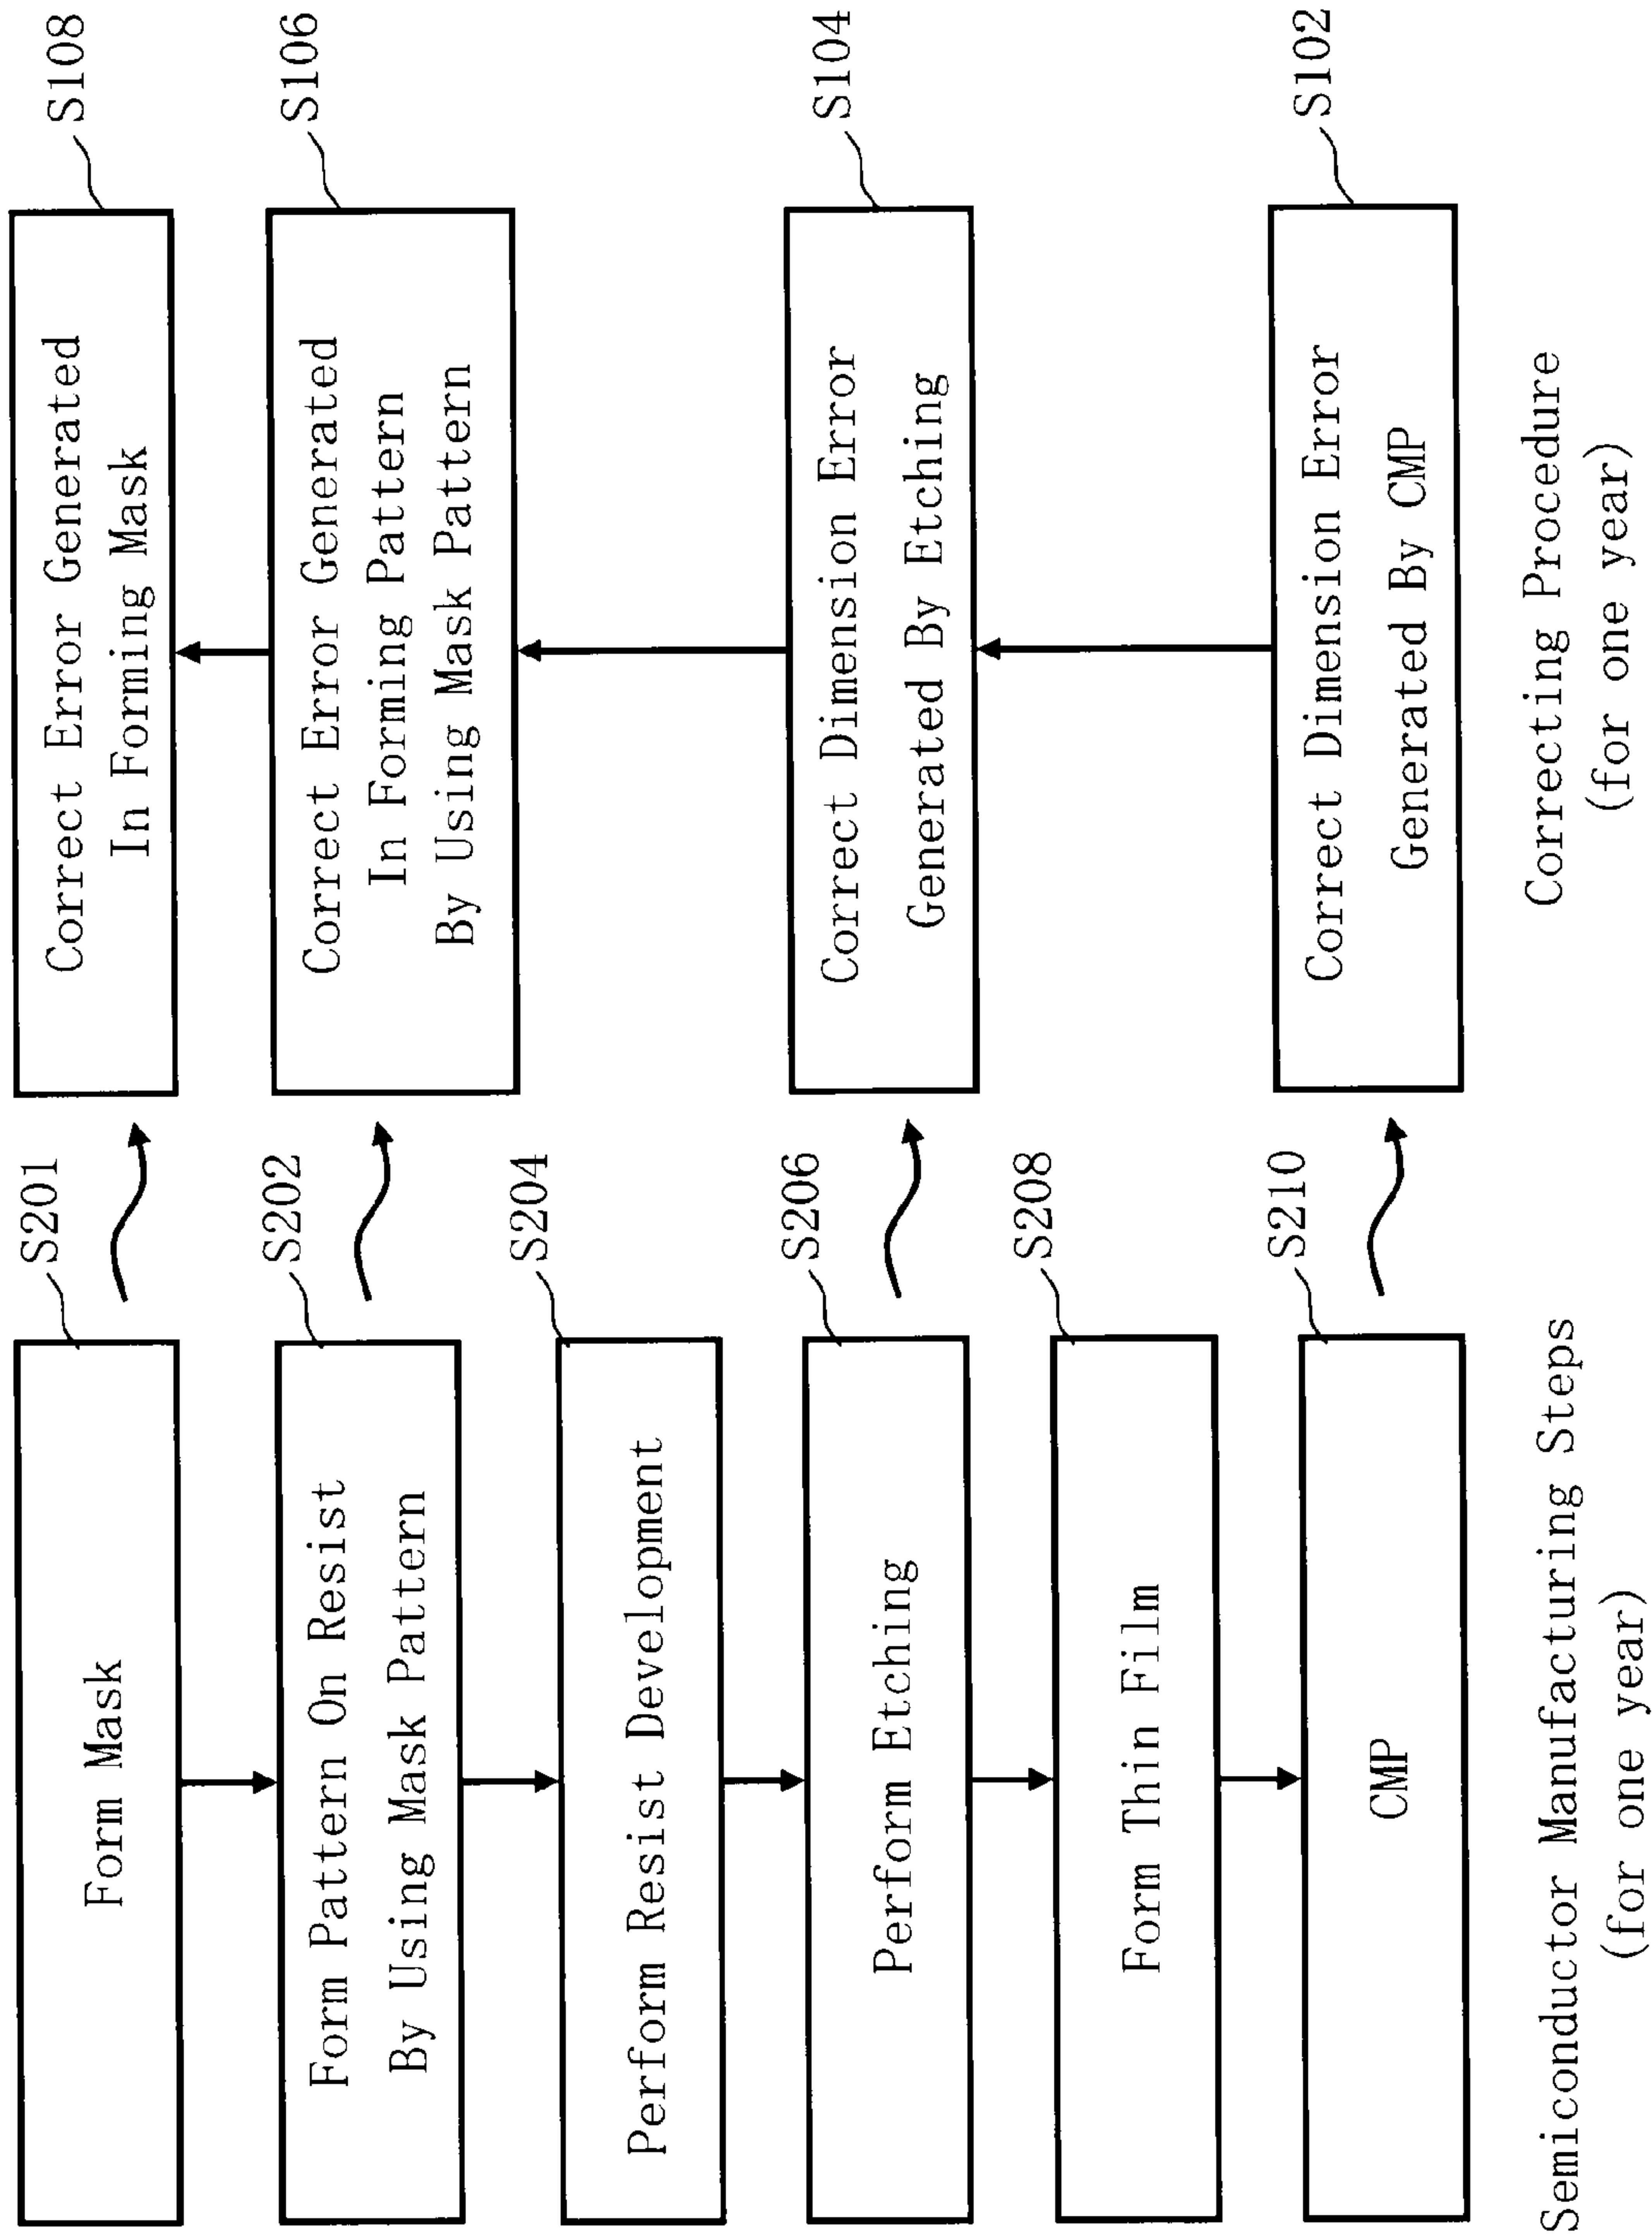 S201
Form Mask
S202
Form Pattern On Resist
By Using Mask Pattern
S204
Perform Resist Development
S206
Perform Etching
S208
Form Thin Film
S210
CMP
Semiconductor Manufacturing Steps
(for one year)
S108
Correct Error Generated
In Forming Mask
S106
Correct Error Generated
In Forming Pattern
By Using Mask Pattern
S104
Correct Dimension Error
Generated By Etching
S102
Correct Dimension Error
Generated By CMP
Correcting Procedure
(for one year)